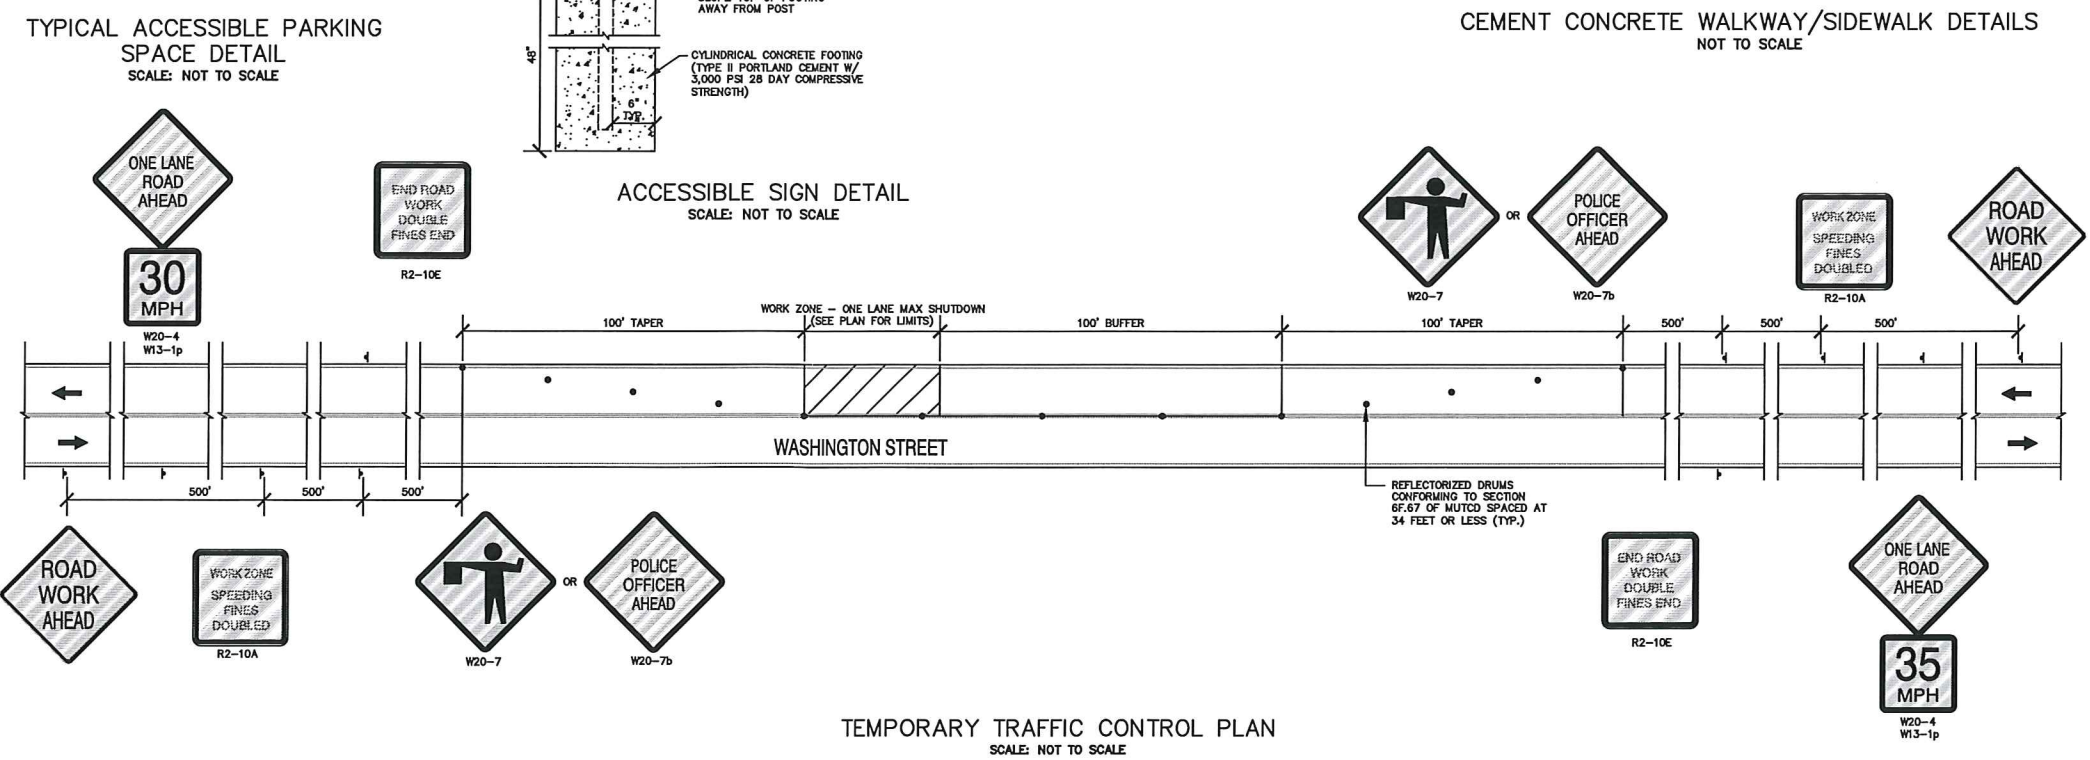 TYPICAL ACCESSIBLE PARKING
SPACE DETAIL
SCALE: NOT TO SCALE
AWAY FROM POST
48"
CYLINDRICAL CONCRETE FOOTING
(TYPE II PORTLAND CEMENT W/
3,000 PSI 28 DAY COMPRESSIVE
STRENGTH)
6"
TYP.
ACCESSIBLE SIGN DETAIL
SCALE: NOT TO SCALE
CEMENT CONCRETE WALKWAY/SIDEWALK DETAILS
NOT TO SCALE
ONE LANE
ROAD
AHEAD
30
MPH
W20-4
W13-1p
END ROAD
WORK
DOUBLE
FINES END
R2-10E
W20-7
OR
POLICE
OFFICER
AHEAD
W20-7b
WORK ZONE
SPEEDING
FINES
DOUBLED
R2-10A
ROAD
WORK
AHEAD
100' TAPER
WORK ZONE - ONE LANE MAX SHUTDOWN
(SEE PLAN FOR LIMITS)
100' BUFFER
100' TAPER
500'
500'
500'
WASHINGTON STREET
500'
500'
500'
REFLECTORIZED DRUMS
CONFORMING TO SECTION
6F.67 OF MUTCD SPACED AT
34 FEET OR LESS (TYP.)
ROAD
WORK
AHEAD
WORK ZONE
SPEEDING
FINES
DOUBLED
R2-10A
W20-7
OR
POLICE
OFFICER
AHEAD
W20-7b
END ROAD
WORK
DOUBLE
FINES END
R2-10E
ONE LANE
ROAD
AHEAD
35
MPH
W20-4
W13-1p
TEMPORARY TRAFFIC CONTROL PLAN
SCALE: NOT TO SCALE